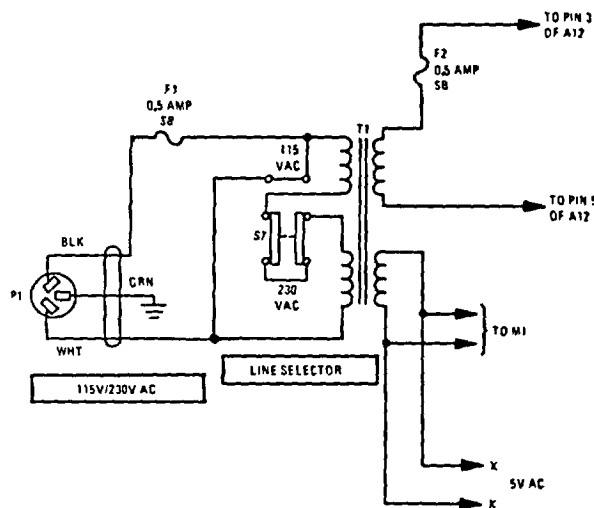 TO PIN 3
OF A12
F2
0.5 AMP
SB
F1
0.5 AMP
SB
T1
115
VAC
TO PIN 5
OF A12
S7
BLK
GRN
P1
230
VAC
TO M1
WHT
LINE SELECTOR
115V/230V AC
X
5V AC
X